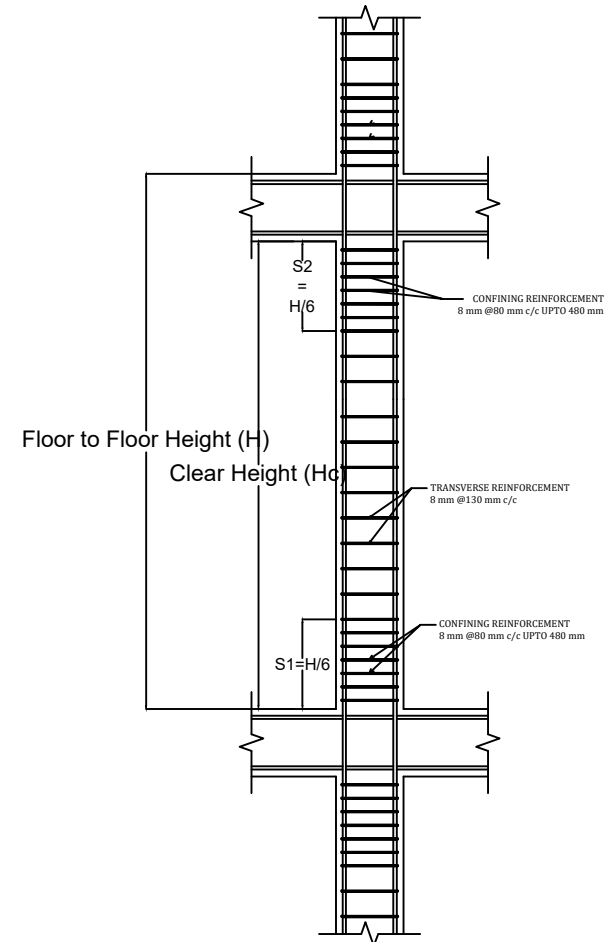 S2
=
H/6
CONFINING REINFORCEMENT
8 mm @80 mm c/c UPTO 480 mm
Floor to Floor Height (H)
Clear Height (Hc)
TRANSVERSE REINFORCEMENT
8 mm @130 mm c/c
CONFINING REINFORCEMENT
8 mm @80 mm c/c UPTO 480 mm
S1=H/6